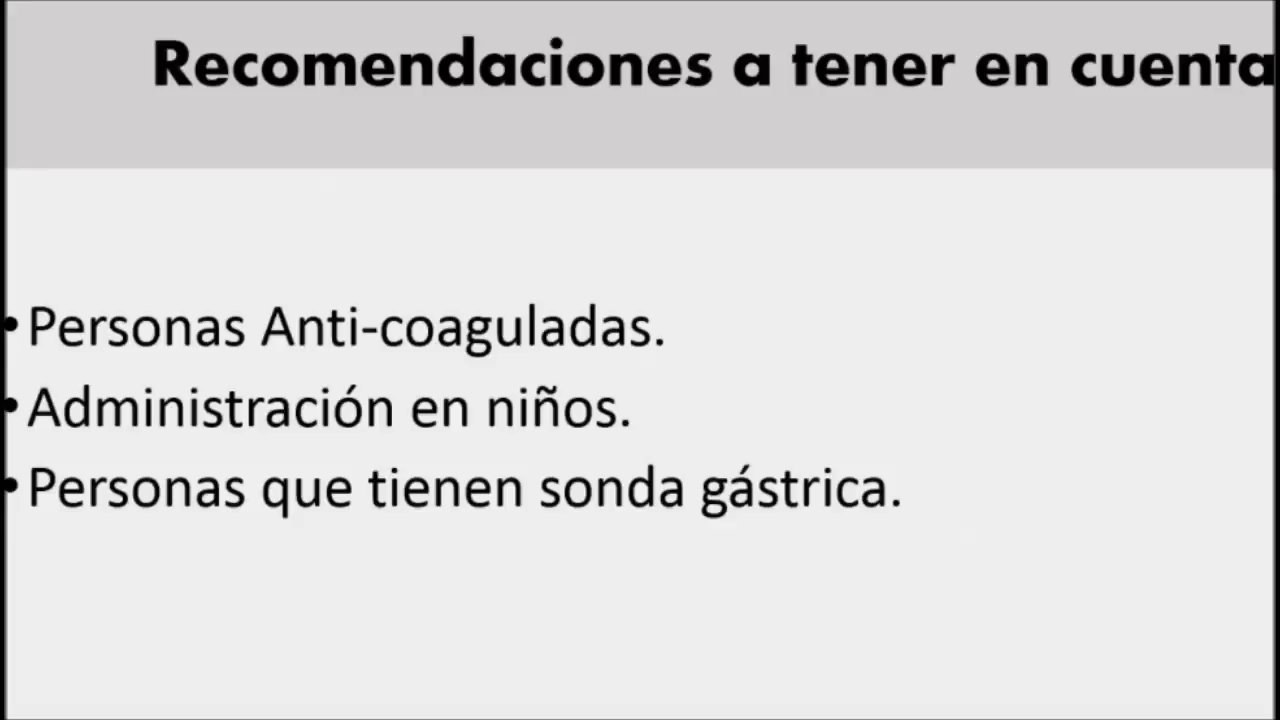 Recomendaciones a tener en cuenta
•Personas Anti-coaguladas.
•Administración en niños.
•Personas que tienen sonda gástrica.